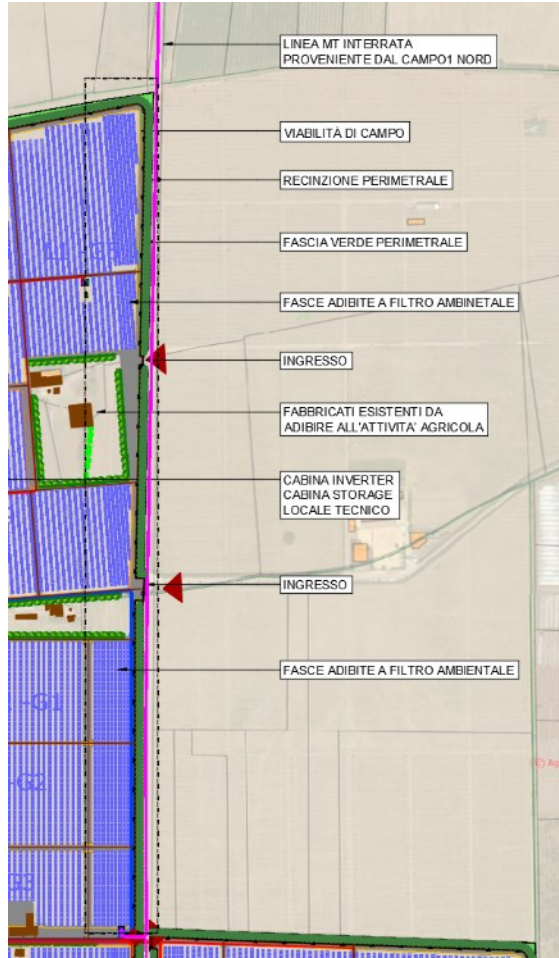 LINEA MT INTERRATA
PROVENIENTE DAL CAMPO1 NORD
VIABILITÀ DI CAMPO
RECINZIONE PERIMETRALE
FASCIA VERDE PERIMETRALE
FASCE ADIBITE A FILTRO AMBINETALE
INGRESSO
FABBRICATI ESISTENTI DA
ADIBIRE ALL'ATTIVITA' AGRICOLA
CABINA INVERTER
CABINA STORAGE
LOCALE TECNICO
INGRESSO
FASCE ADIBITE A FILTRO AMBIENTALE
-G1
-G2
G3